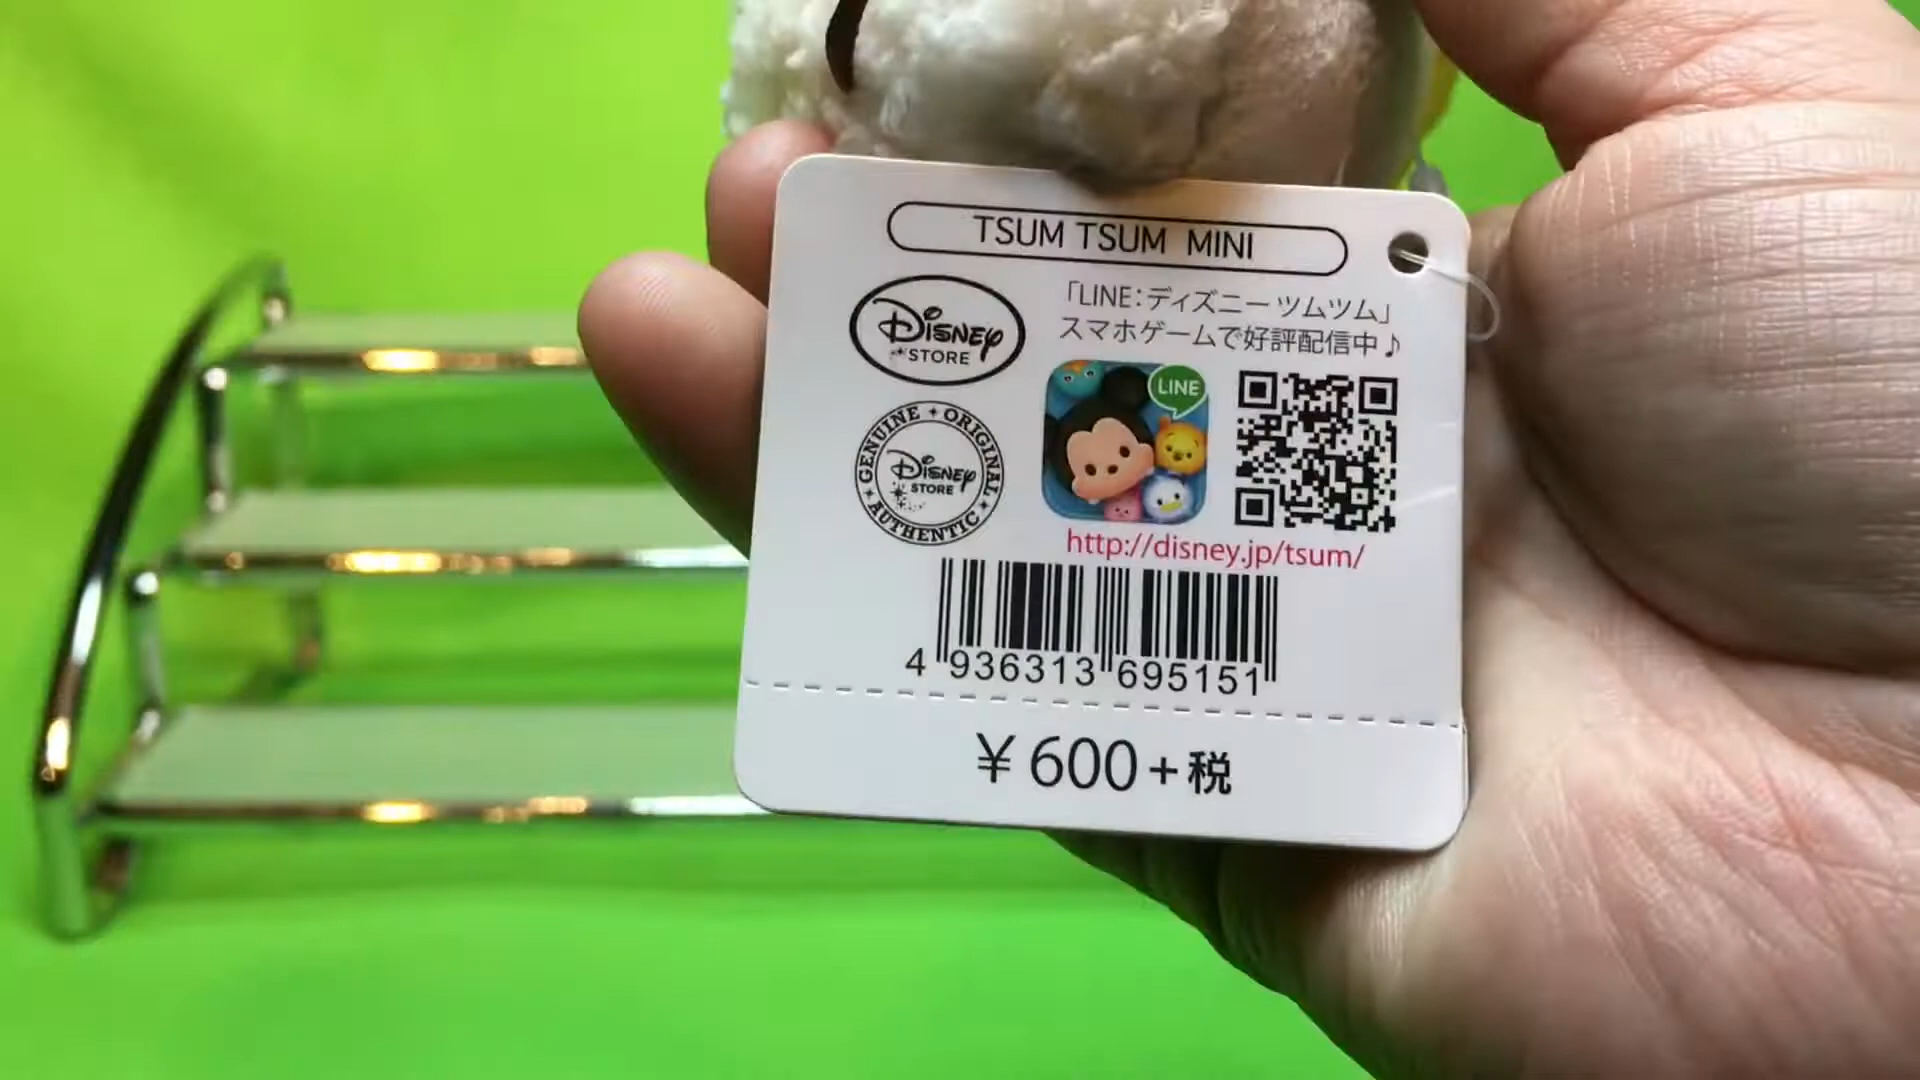 TSUM TSUM MINI
Disney
STORE
「LINE：ディズニー ツムツム」
スマホゲームで好評配信中♪
LINE
GENUINE ORIGINAL
Disney
STORE
AUTHENTIC
http://disney.jp/tsum/
4 936313 695151
￥600+税